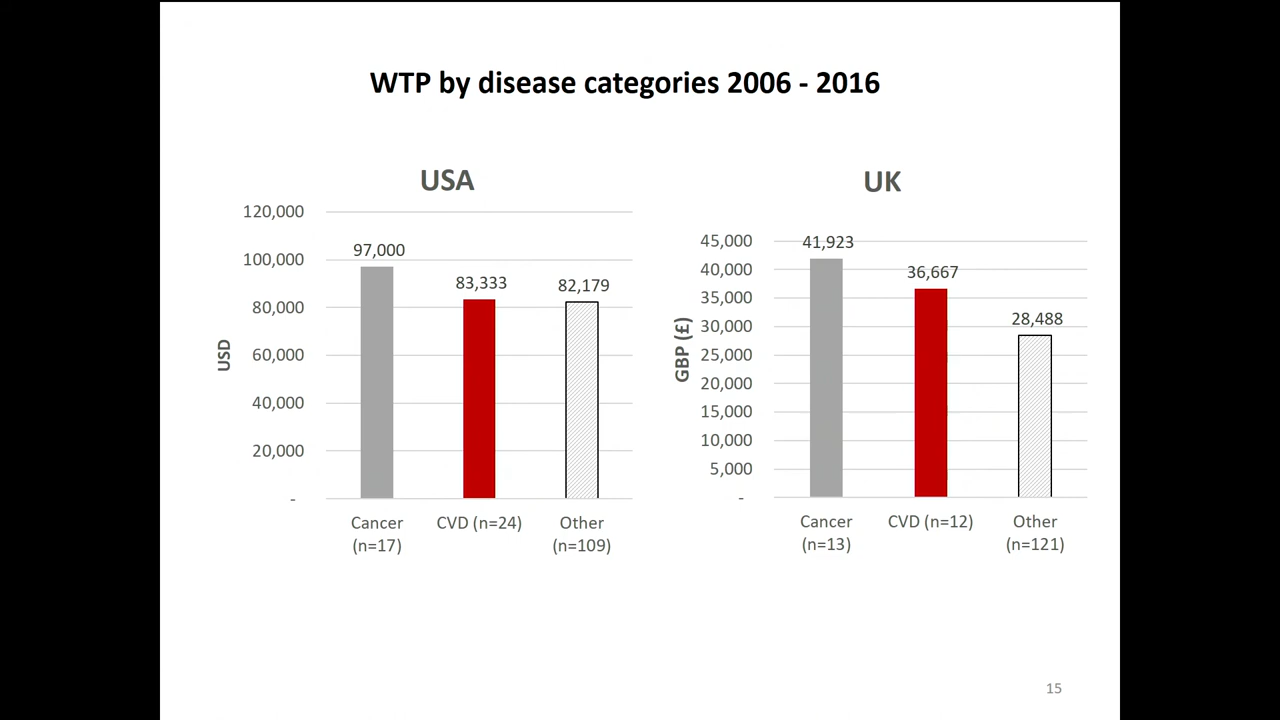 WTP by disease categories 2006 - 2016
USA
120,000
100,000
80,000
60,000
40,000
20,000
-
USD
97,000
83,333
82,179
Cancer
(n=17)
CVD (n=24)
Other
(n=109)
UK
45,000
40,000
35,000
30,000
25,000
20,000
15,000
10,000
5,000
-
GBP (£)
41,923
36,667
28,488
Cancer
(n=13)
CVD (n=12)
Other
(n=121)
15